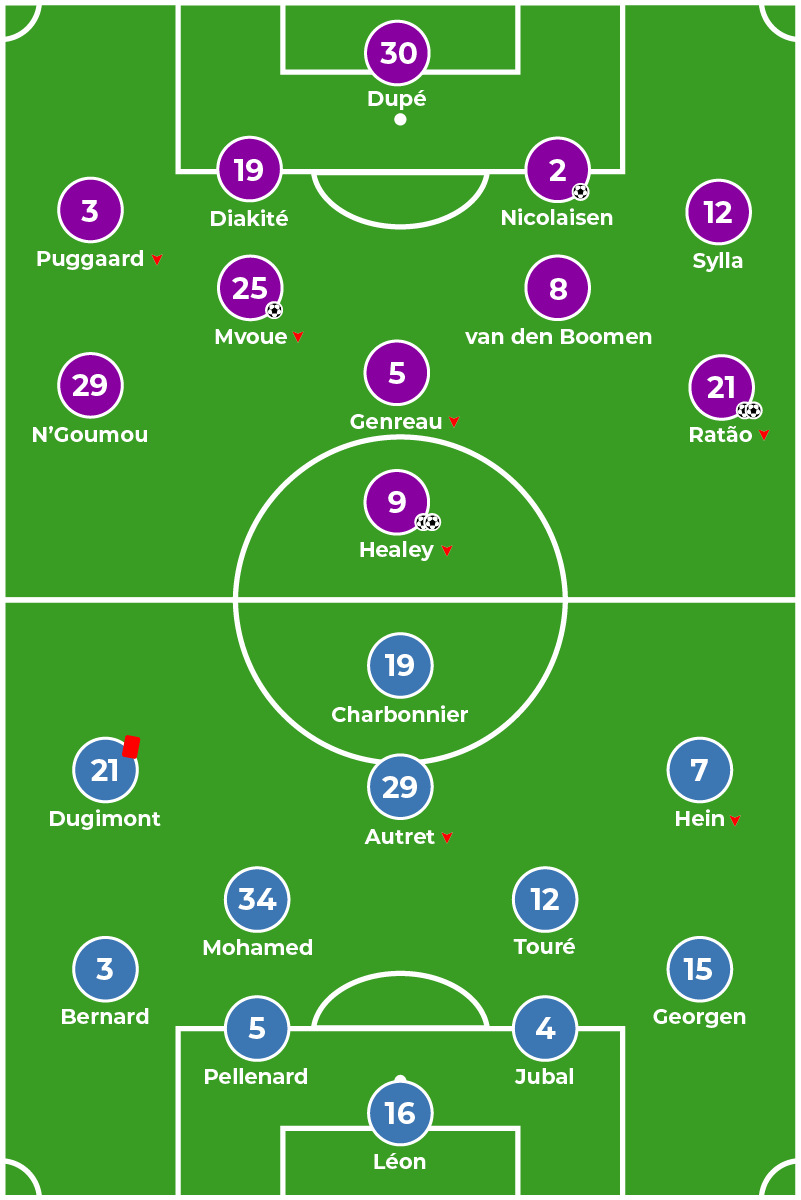 30
Dupé
19
2
Diakité
Nicolaisen
3
12
Puggaard
Sylla
25
8
Mvoue
van den Boomen
29
5
21
N’Goumou
Genreau
Ratão
9
Healey
19
Charbonnier
21
29
7
Dugimont
Autret
Hein
34
12
Mohamed
Touré
3
15
Bernard
Georgen
5
4
Pellenard
Jubal
16
Léon